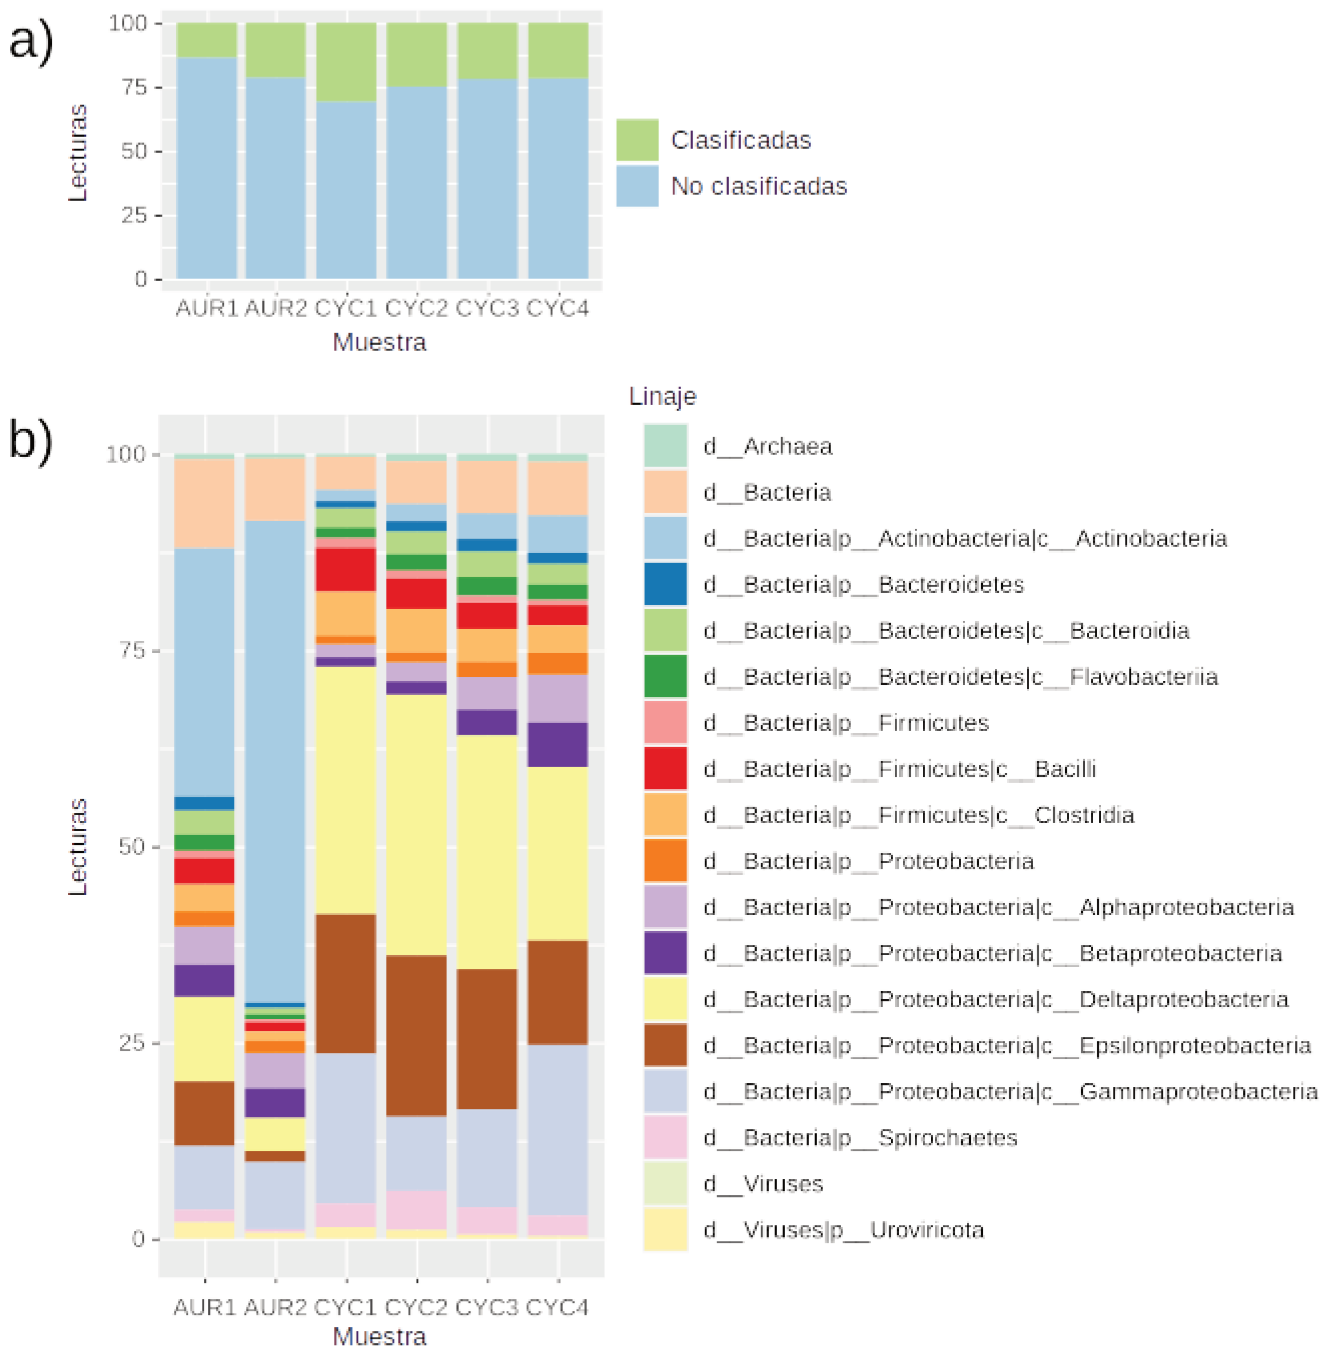 a)
100
75
50
25
0
Lecturas
AUR1 AUR2 CYC1 CYC2 CYC3 CYC4
Muestra
Clasificadas
No clasificadas
b)
100
75
50
25
0
Lecturas
AUR1 AUR2 CYC1 CYC2 CYC3 CYC4
Muestra
Linaje
d__Archaea
d__Bacteria
d__Bacteria|p__Actinobacteria|c__Actinobacteria
d__Bacteria|p__Bacteroidetes
d__Bacteria|p__Bacteroidetes|c__Bacteroidia
d__Bacteria|p__Bacteroidetes|c__Flavobacteriia
d__Bacteria|p__Firmicutes
d__Bacteria|p__Firmicutes|c__Bacilli
d__Bacteria|p__Firmicutes|c__Clostridia
d__Bacteria|p__Proteobacteria
d__Bacteria|p__Proteobacteria|c__Alphaproteobacteria
d__Bacteria|p__Proteobacteria|c__Betaproteobacteria
d__Bacteria|p__Proteobacteria|c__Deltaproteobacteria
d__Bacteria|p__Proteobacteria|c__Epsilonproteobacteria
d__Bacteria|p__Proteobacteria|c__Gammaproteobacteria
d__Bacteria|p__Spirochaetes
d__Viruses
d__Viruses|p__Uroviricota